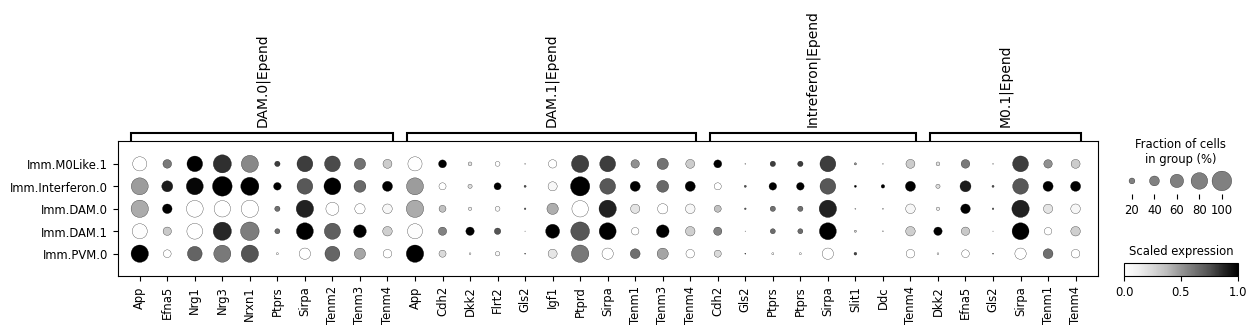 DAM.0|Epend
DAM.1|Epend
Intreferon|Epend
M0.1|Epend
Imm.M0Like.1
Imm.Interferon.0
Imm.DAM.0
Imm.DAM.1
Imm.PVM.0
App
Efna5
Nrg1
Nrg3
Nrxn1
Ptprs
Sirpa
Tenm2
Tenm3
Tenm4
App
Cdh2
Dkk2
Flrt2
Gls2
Igf1
Ptprd
Sirpa
Tenm1
Tenm3
Tenm4
Cdh2
Gls2
Ptprs
Ptprs
Sirpa
Slit1
Ddc
Tenm4
Dkk2
Efna5
Gls2
Sirpa
Tenm1
Tenm4
Fraction of cells
in group (%)
20 40 60 80 100
Scaled expression
0.0 0.5 1.0